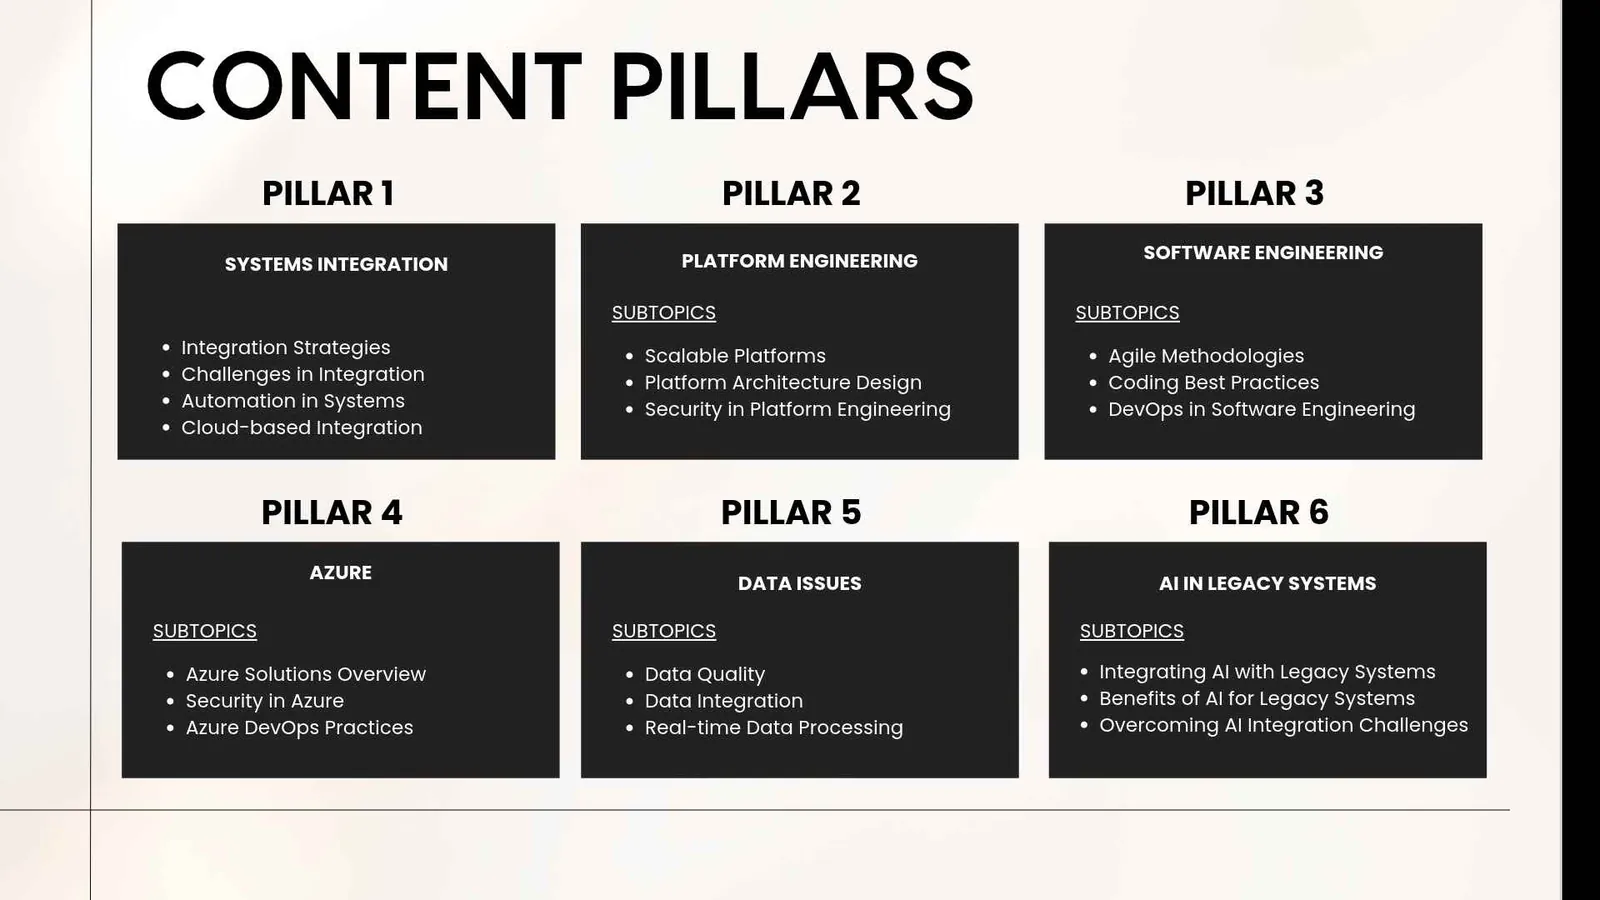 CONTENT PILLARS
PILLAR 1
SYSTEMS INTEGRATION
• Integration Strategies
• Challenges in Integration
• Automation in Systems
• Cloud-based Integration
PILLAR 2
PLATFORM ENGINEERING
SUBTOPICS
• Scalable Platforms
• Platform Architecture Design
• Security in Platform Engineering
PILLAR 3
SOFTWARE ENGINEERING
SUBTOPICS
• Agile Methodologies
• Coding Best Practices
• DevOps in Software Engineering
PILLAR 4
AZURE
SUBTOPICS
• Azure Solutions Overview
• Security in Azure
• Azure DevOps Practices
PILLAR 5
DATA ISSUES
SUBTOPICS
• Data Quality
• Data Integration
• Real-time Data Processing
PILLAR 6
AI IN LEGACY SYSTEMS
SUBTOPICS
• Integrating AI with Legacy Systems
• Benefits of AI for Legacy Systems
• Overcoming AI Integration Challenges